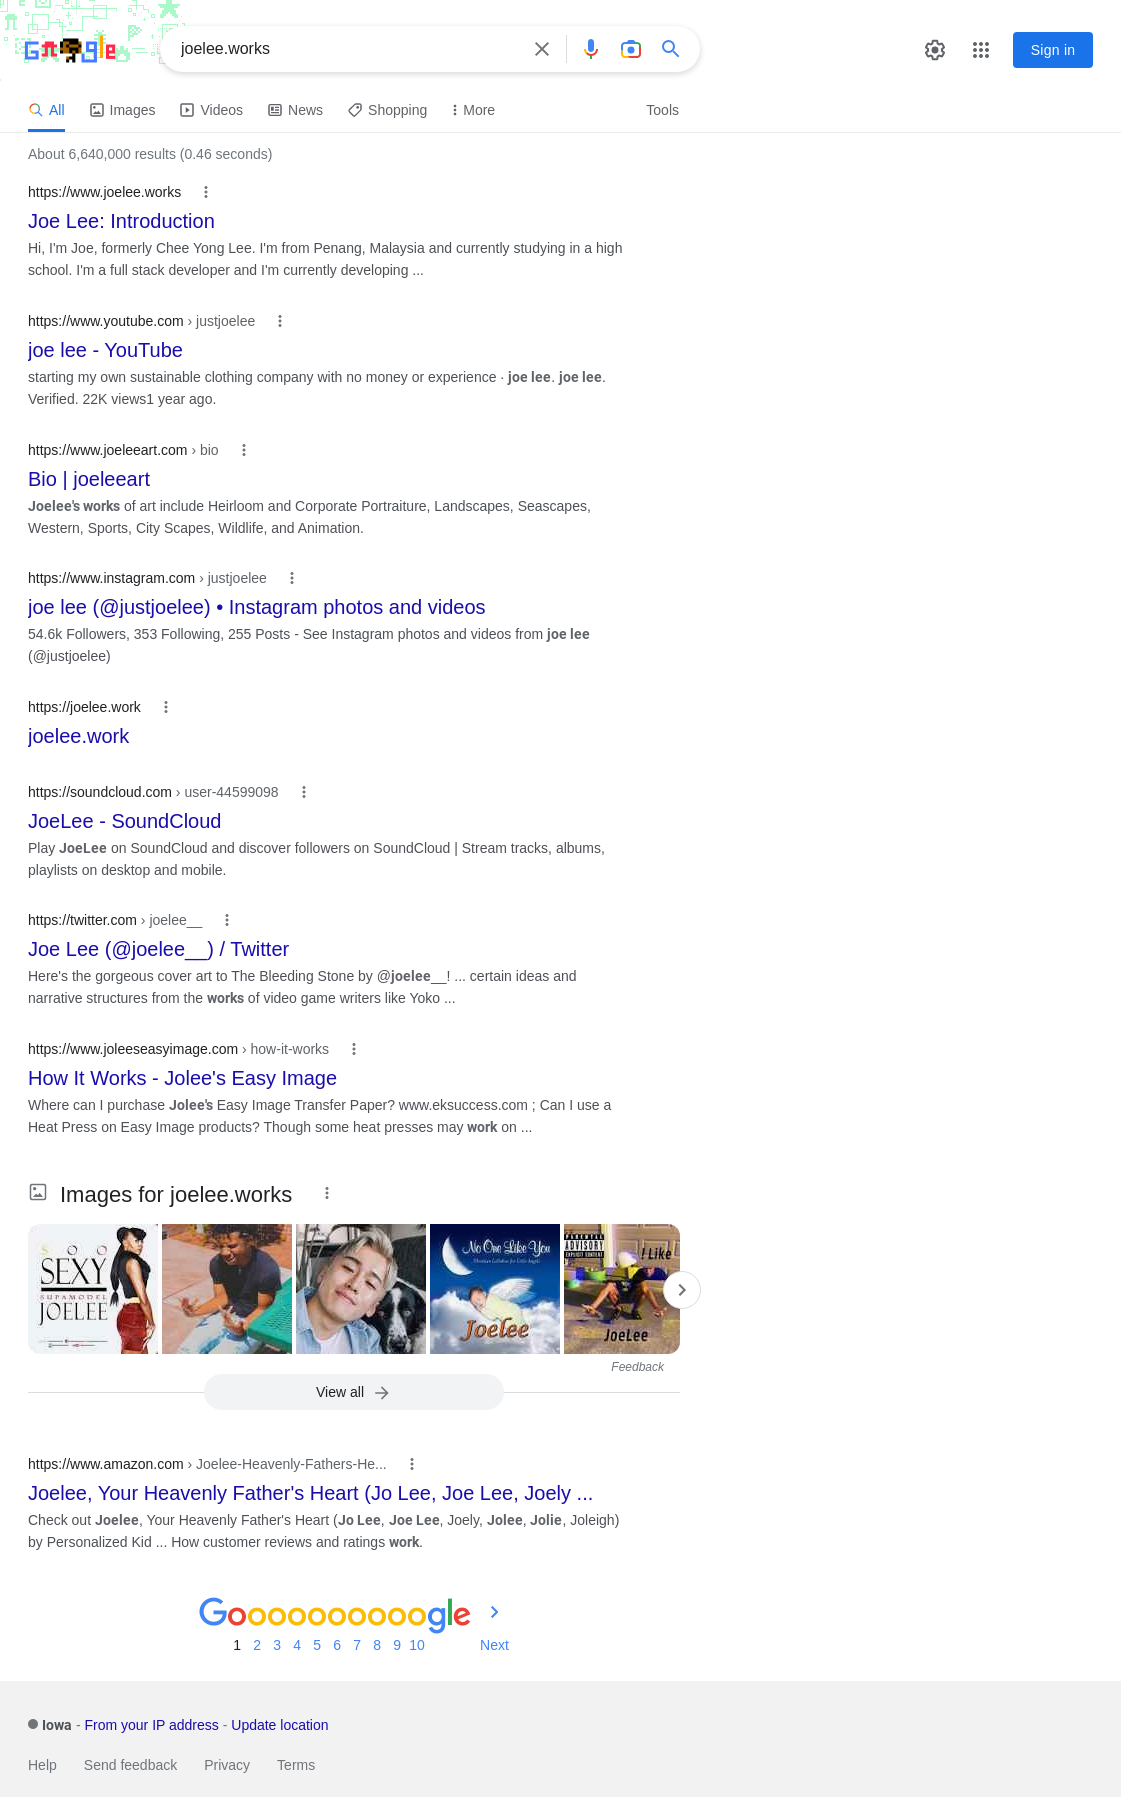 Google
joelee.works
Sign in
All Images Videos News Shopping More Tools
About 6,640,000 results (0.46 seconds)
https://www.joelee.works
Joe Lee: Introduction
Hi, I'm Joe, formerly Chee Yong Lee. I'm from Penang, Malaysia and currently studying in a high
school. I'm a full stack developer and I'm currently developing ...
https://www.youtube.com › justjoelee
joe lee - YouTube
starting my own sustainable clothing company with no money or experience · joe lee. joe lee.
Verified. 22K views1 year ago.
https://www.joeleeart.com › bio
Bio | joeleeart
Joelee's works of art include Heirloom and Corporate Portraiture, Landscapes, Seascapes,
Western, Sports, City Scapes, Wildlife, and Animation.
https://www.instagram.com › justjoelee
joe lee (@justjoelee) • Instagram photos and videos
54.6k Followers, 353 Following, 255 Posts - See Instagram photos and videos from joe lee
(@justjoelee)
https://joelee.work
joelee.work
https://soundcloud.com › user-44599098
JoeLee - SoundCloud
Play JoeLee on SoundCloud and discover followers on SoundCloud | Stream tracks, albums,
playlists on desktop and mobile.
https://twitter.com › joelee__
Joe Lee (@joelee__) / Twitter
Here's the gorgeous cover art to The Bleeding Stone by @joelee__! ... certain ideas and
narrative structures from the works of video game writers like Yoko ...
https://www.joleeseasyimage.com › how-it-works
How It Works - Jolee's Easy Image
Where can I purchase Jolee's Easy Image Transfer Paper? www.eksuccess.com ; Can I use a
Heat Press on Easy Image products? Though some heat presses may work on ...
Images for joelee.works
SOO
SEXY
SUPAMODEL
JOELEE
No One Like You
Joelee
PARENTAL
ADVISORY
EXPLICIT CONTENT
I Like
JoeLee
Feedback
View all
https://www.amazon.com › Joelee-Heavenly-Fathers-He...
Joelee, Your Heavenly Father's Heart (Jo Lee, Joe Lee, Joely ...
Check out Joelee, Your Heavenly Father's Heart (Jo Lee, Joe Lee, Joely, Jolee, Jolie, Joleigh)
by Personalized Kid ... How customer reviews and ratings work.
Goooooooooogle
1 2 3 4 5 6 7 8 9 10 Next
Iowa - From your IP address - Update location
Help Send feedback Privacy Terms